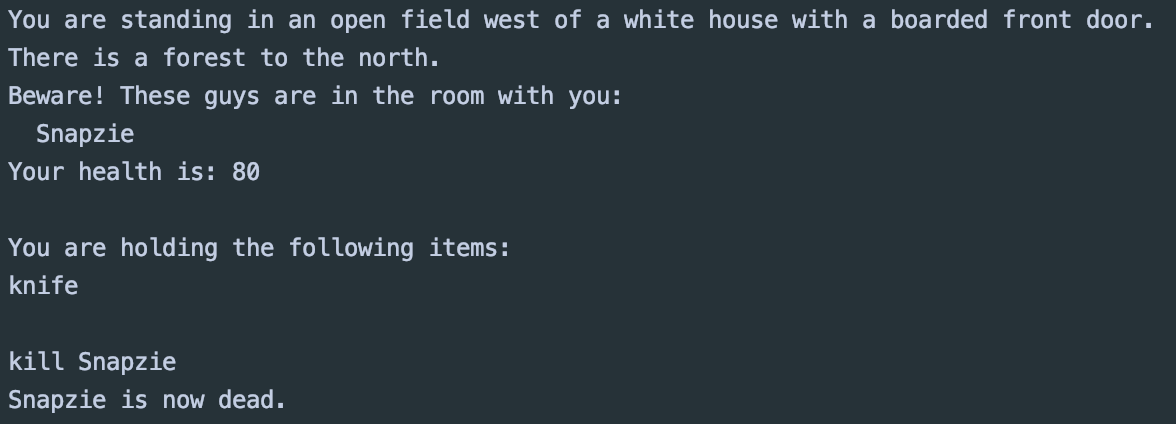 You are standing in an open field west of a white house with a boarded front door.
There is a forest to the north.
Beware! These guys are in the room with you:
  Snapzie
Your health is: 80

You are holding the following items:
knife

kill Snapzie
Snapzie is now dead.